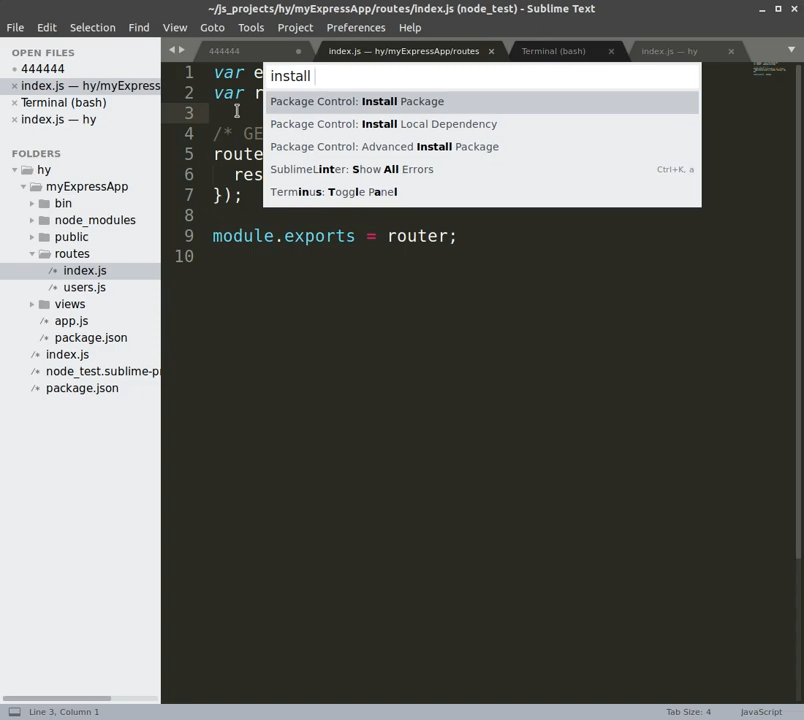 ~/js_projects/hy/myExpressApp/routes/index.js (node_test) - Sublime Text
File Edit Selection View Goto Tools Project Preferences Help
OPEN FILES
444444
index.js — hy/myExpress
Terminal (bash)
index.js — hy
FOLDERS
hy
myExpressApp
bin
node_modules
public
routes
index.js
users.js
views
app.js
package.json
index.js
node_test.sublime-pr
package.json
444444
index.js — hy/myExpressApp/routes
Terminal (bash)
index.js — hy
install
Package Control: Install Package
Package Control: Install Local Dependency
Package Control: Advanced Install Package
SublimeLinter: Show All Errors Ctrl+K, a
Terminus: Toggle Panel
1 var e
2 var r
3
4 /* GE
5 route
6 res
7 });
8
9 module.exports = router;
10
Line 3, Column 1
Tab Size: 4
JavaScript